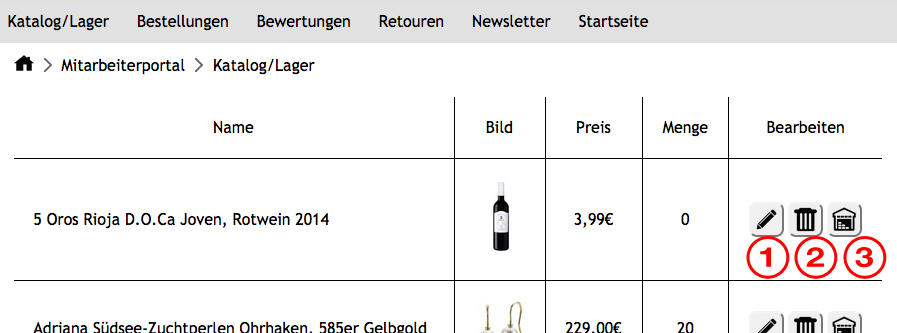 Katalog/Lager Bestellungen Bewertungen Retouren Newsletter Startseite
Mitarbeiterportal > Katalog/Lager
Name Bild Preis Menge Bearbeiten
5 Oros Rioja D.O.Ca Joven, Rotwein 2014 3,99€ 0
1 2 3
Adriana Südsee-Zuchtperlen Ohrhaken, 585er Gelbgold 229,00€ 20